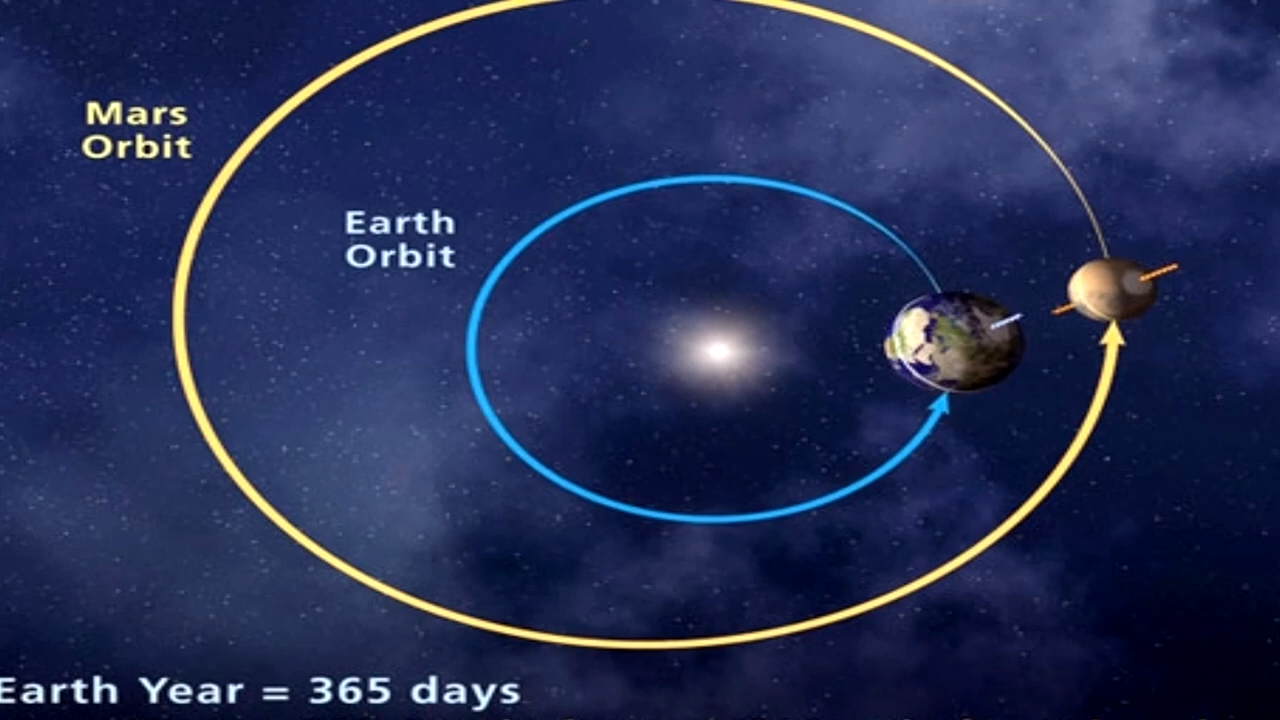 Mars
Orbit
Earth
Orbit
Earth Year = 365 days